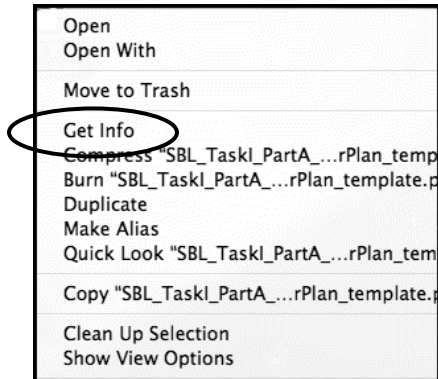 Open
Open With
Move to Trash
Get Info
Compress "SBL_TaskI_PartA_...rPlan_temp
Burn "SBL_TaskI_PartA_...rPlan_template.p
Duplicate
Make Alias
Quick Look "SBL_TaskI_PartA_...rPlan_tem
Copy "SBL_TaskI_PartA_...rPlan_template.p
Clean Up Selection
Show View Options